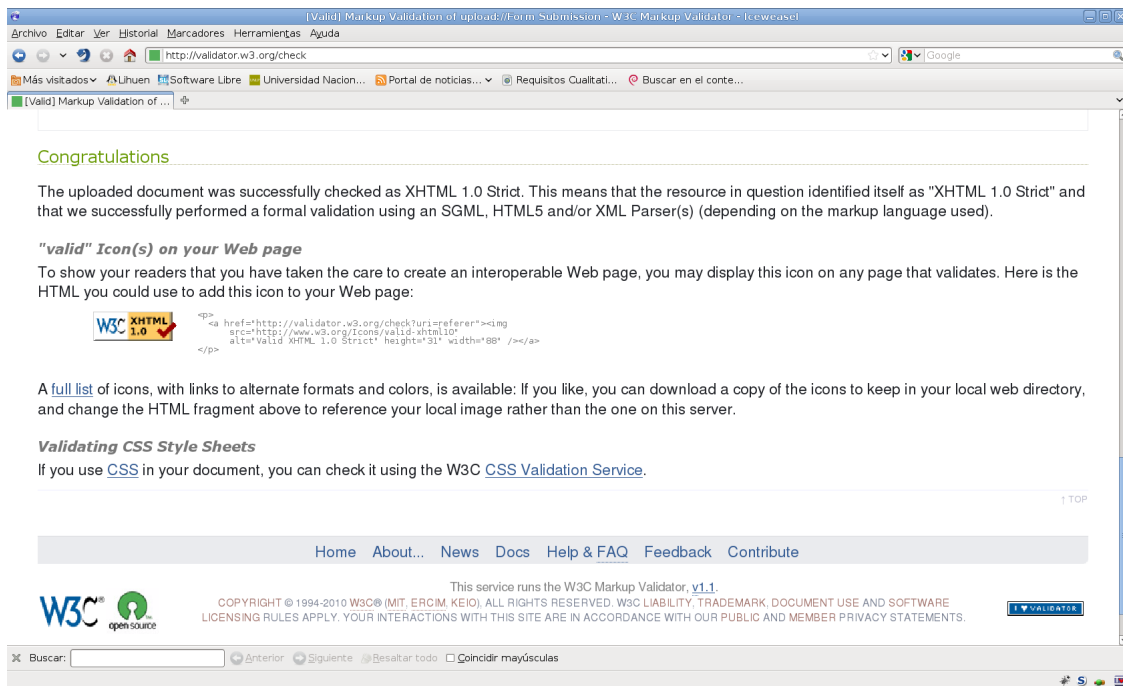 [Valid] Markup Validation of upload://Form Submission - W3C Markup Validator - Iceweasel
Archivo Editar Ver Historial Marcadores Herramientas Ayuda
http://validator.w3.org/check
Google
Más visitados Lihuen Software Libre Universidad Nacion... Portal de noticias... Requisitos Cualitati... Buscar en el conte...
[Valid] Markup Validation of ...
Congratulations
The uploaded document was successfully checked as XHTML 1.0 Strict. This means that the resource in question identified itself as "XHTML 1.0 Strict" and
that we successfully performed a formal validation using an SGML, HTML5 and/or XML Parser(s) (depending on the markup language used).
"valid" Icon(s) on your Web page
To show your readers that you have taken the care to create an interoperable Web page, you may display this icon on any page that validates. Here is the
HTML you could use to add this icon to your Web page:
W3C XHTML 1.0
<p>
<a href="http://validator.w3.org/check?uri=referer"><img
src="http://www.w3.org/Icons/valid-xhtml10"
alt="Valid XHTML 1.0 Strict" height="31" width="88" /></a>
</p>
A full list of icons, with links to alternate formats and colors, is available: If you like, you can download a copy of the icons to keep in your local web directory,
and change the HTML fragment above to reference your local image rather than the one on this server.
Validating CSS Style Sheets
If you use CSS in your document, you can check it using the W3C CSS Validation Service.
↑ TOP
Home About... News Docs Help & FAQ Feedback Contribute
W3C® open source
This service runs the W3C Markup Validator, v1.1.
COPYRIGHT © 1994-2010 W3C® (MIT, ERCIM, KEIO), ALL RIGHTS RESERVED. W3C LIABILITY, TRADEMARK, DOCUMENT USE AND SOFTWARE
LICENSING RULES APPLY. YOUR INTERACTIONS WITH THIS SITE ARE IN ACCORDANCE WITH OUR PUBLIC AND MEMBER PRIVACY STATEMENTS.
I ♥ VALIDATOR
Buscar: Anterior Siguiente Resaltar todo Coincidir mayúsculas